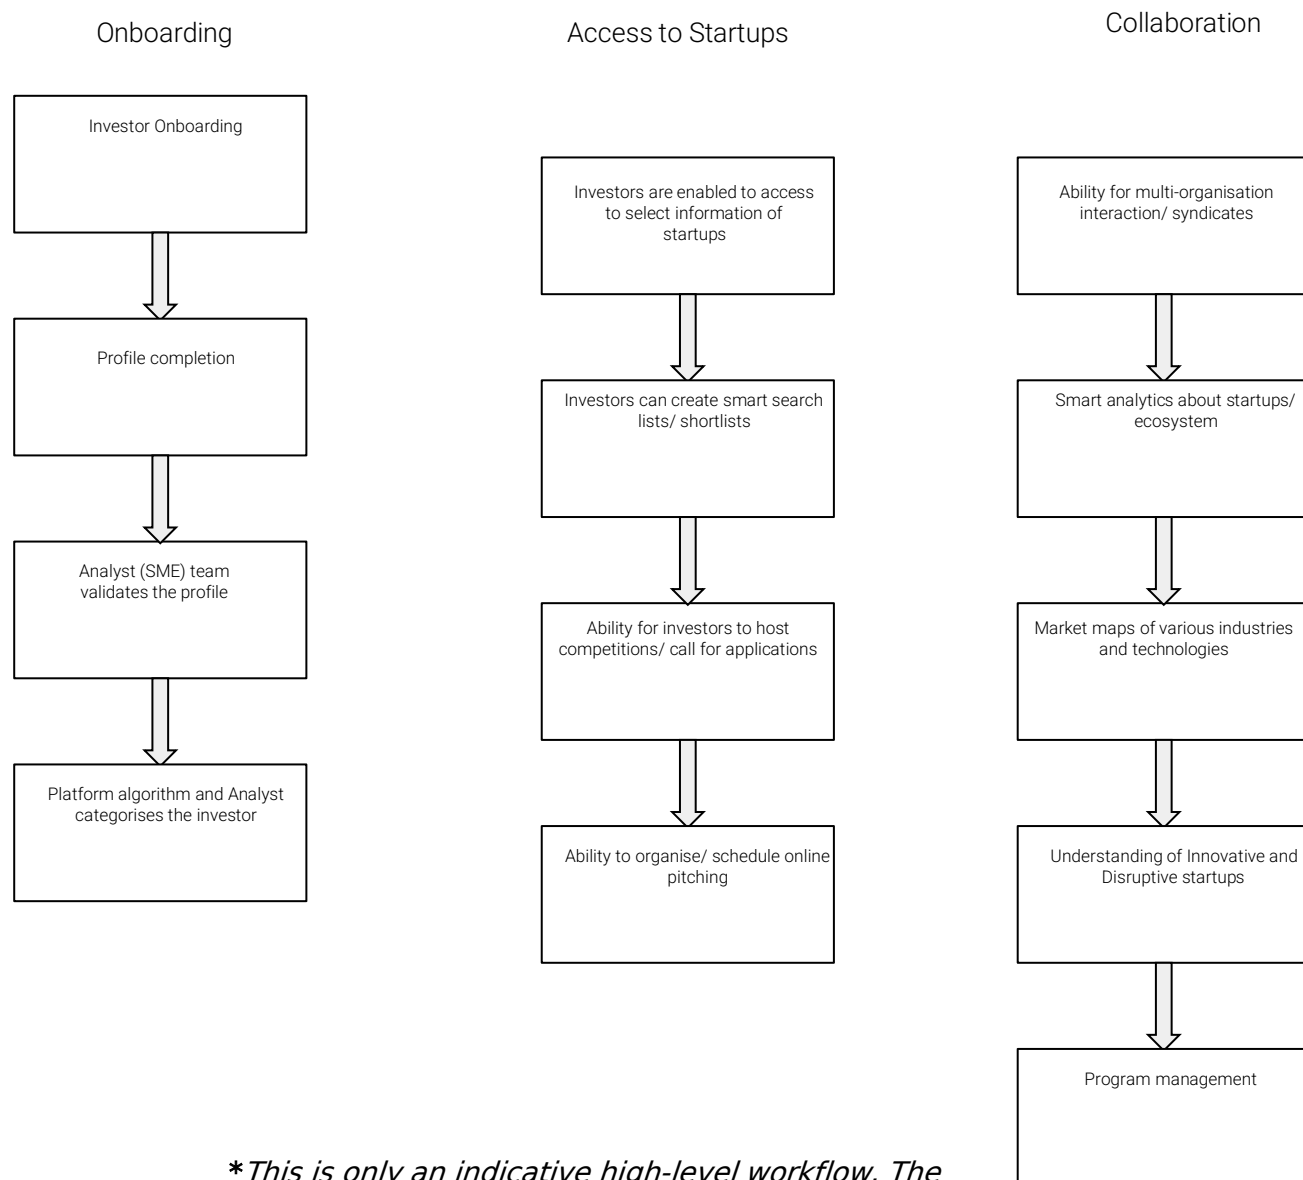 Onboarding
Investor Onboarding
Profile completion
Analyst (SME) team
validates the profile
Platform algorithm and Analyst
categorises the investor
Access to Startups
Investors are enabled to access
to select information of
startups
Investors can create smart search
lists/ shortlists
Ability for investors to host
competitions/ call for applications
Ability to organise/ schedule online
pitching
Collaboration
Ability for multi-organisation
interaction/ syndicates
Smart analytics about startups/
ecosystem
Market maps of various industries
and technologies
Understanding of Innovative and
Disruptive startups
Program management
*This is only an indicative high-level workflow. The